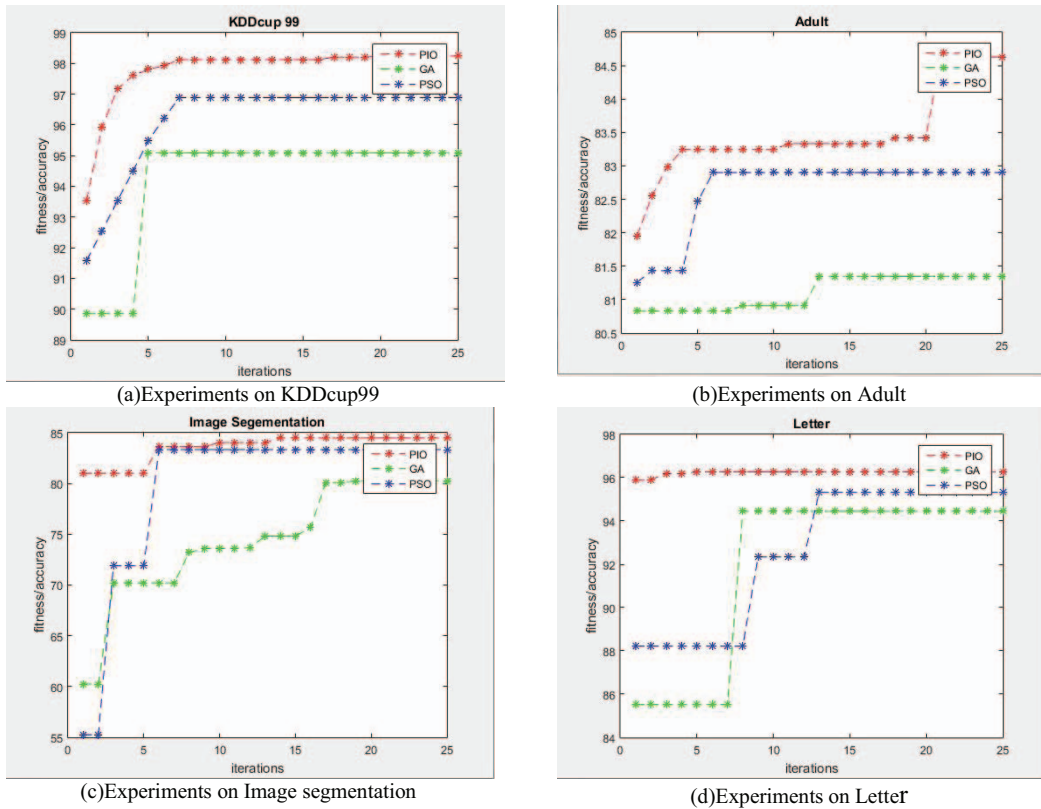 KDDcup 99
99
98
97
96
95
94
93
92
91
90
89
fitness/accuracy
0 5 10 15 20 25
iterations
PIO
GA
PSO
(a)Experiments on KDDcup99
Adult
85
84.5
84
83.5
83
82.5
82
81.5
81
80.5
fitness/accuracy
0 5 10 15 20 25
iterations
PIO
GA
PSO
(b)Experiments on Adult
Image Segementation
85
80
75
70
65
60
55
fitness/accuracy
0 5 10 15 20 25
iterations
PIO
GA
PSO
(c)Experiments on Image segmentation
Letter
98
96
94
92
90
88
86
84
fitness/accuracy
0 5 10 15 20 25
iterations
PIO
GA
PSO
(d)Experiments on Letter